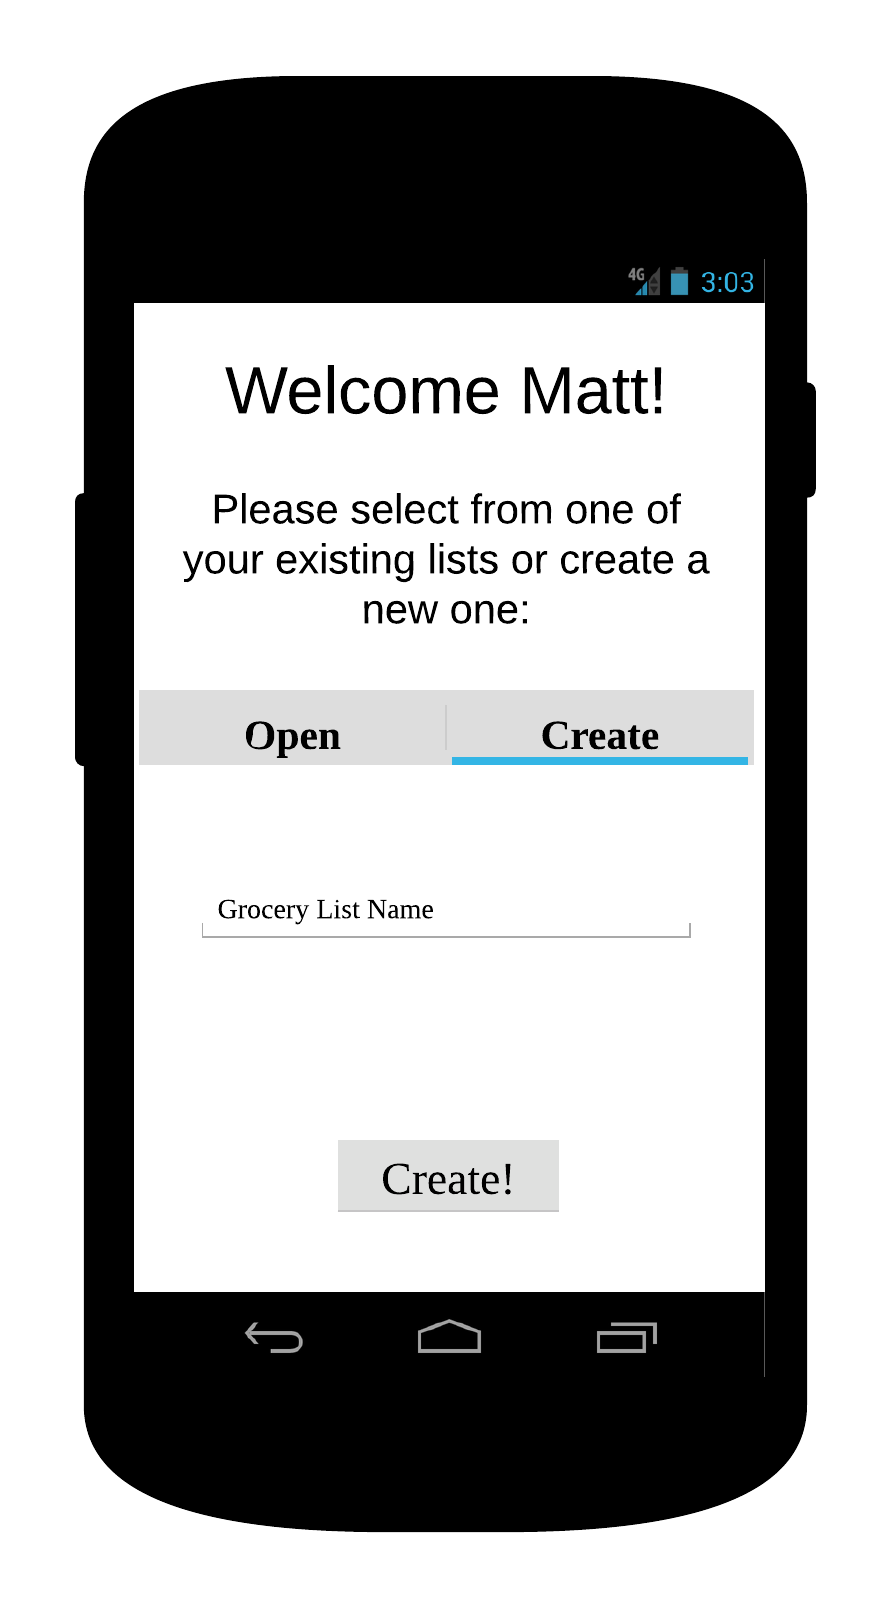 4G 3:03
Welcome Matt!
Please select from one of
your existing lists or create a
new one:
Open Create
Grocery List Name
Create!